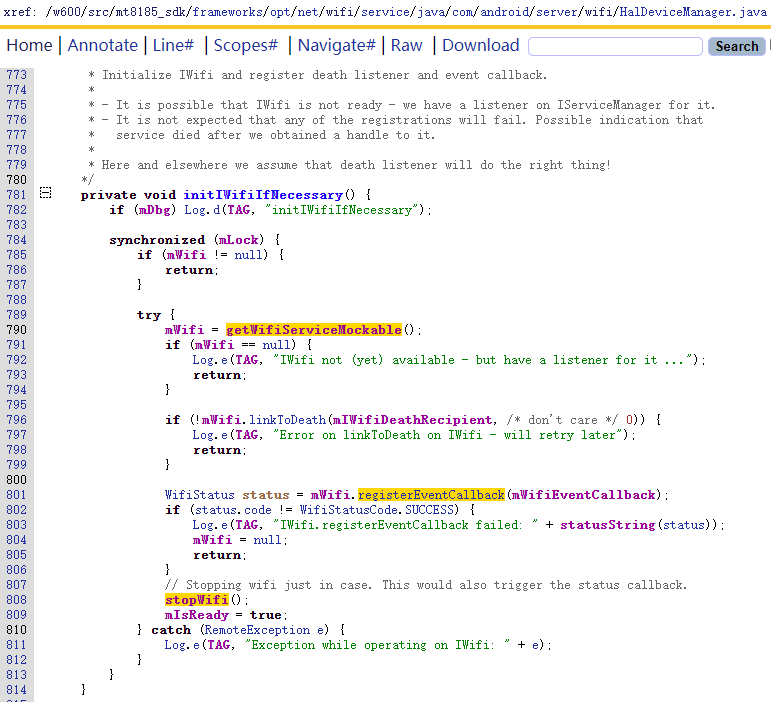 xref: /w600/src/mt8185_sdk/frameworks/opt/net/wifi/service/java/com/android/server/wifi/HalDeviceManager.java
Home | Annotate | Line# | Scopes# | Navigate# | Raw | Download Search
773 * Initialize IWifi and register death listener and event callback.
774 *
775 * - It is possible that IWifi is not ready - we have a listener on IServiceManager for it.
776 * - It is not expected that any of the registrations will fail. Possible indication that
777 *   service died after we obtained a handle to it.
778 *
779 * Here and elsewhere we assume that death listener will do the right thing!
780 */
781 private void initIWifiIfNecessary() {
782     if (mDbg) Log.d(TAG, "initIWifiIfNecessary");
783
784     synchronized (mLock) {
785         if (mWifi != null) {
786             return;
787         }
788
789         try {
790             mWifi = getWifiServiceMockable();
791             if (mWifi == null) {
792                 Log.e(TAG, "IWifi not (yet) available - but have a listener for it ...");
793                 return;
794             }
795
796             if (!mWifi.linkToDeath(mIWifiDeathRecipient, /* don't care */ 0)) {
797                 Log.e(TAG, "Error on linkToDeath on IWifi - will retry later");
798                 return;
799             }
800
801             WifiStatus status = mWifi.registerEventCallback(mWifiEventCallback);
802             if (status.code != WifiStatusCode.SUCCESS) {
803                 Log.e(TAG, "IWifi.registerEventCallback failed: " + statusString(status));
804                 mWifi = null;
805                 return;
806             }
807             // Stopping wifi just in case. This would also trigger the status callback.
808             stopWifi();
809             mIsReady = true;
810         } catch (RemoteException e) {
811             Log.e(TAG, "Exception while operating on IWifi: " + e);
812         }
813     }
814 }